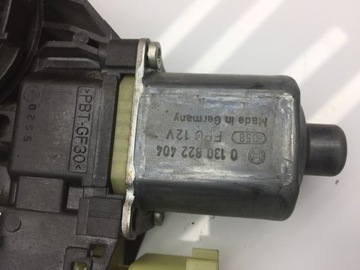 0 130 822 404
FPG 12V
Made in Germany
>PBT-GF30<